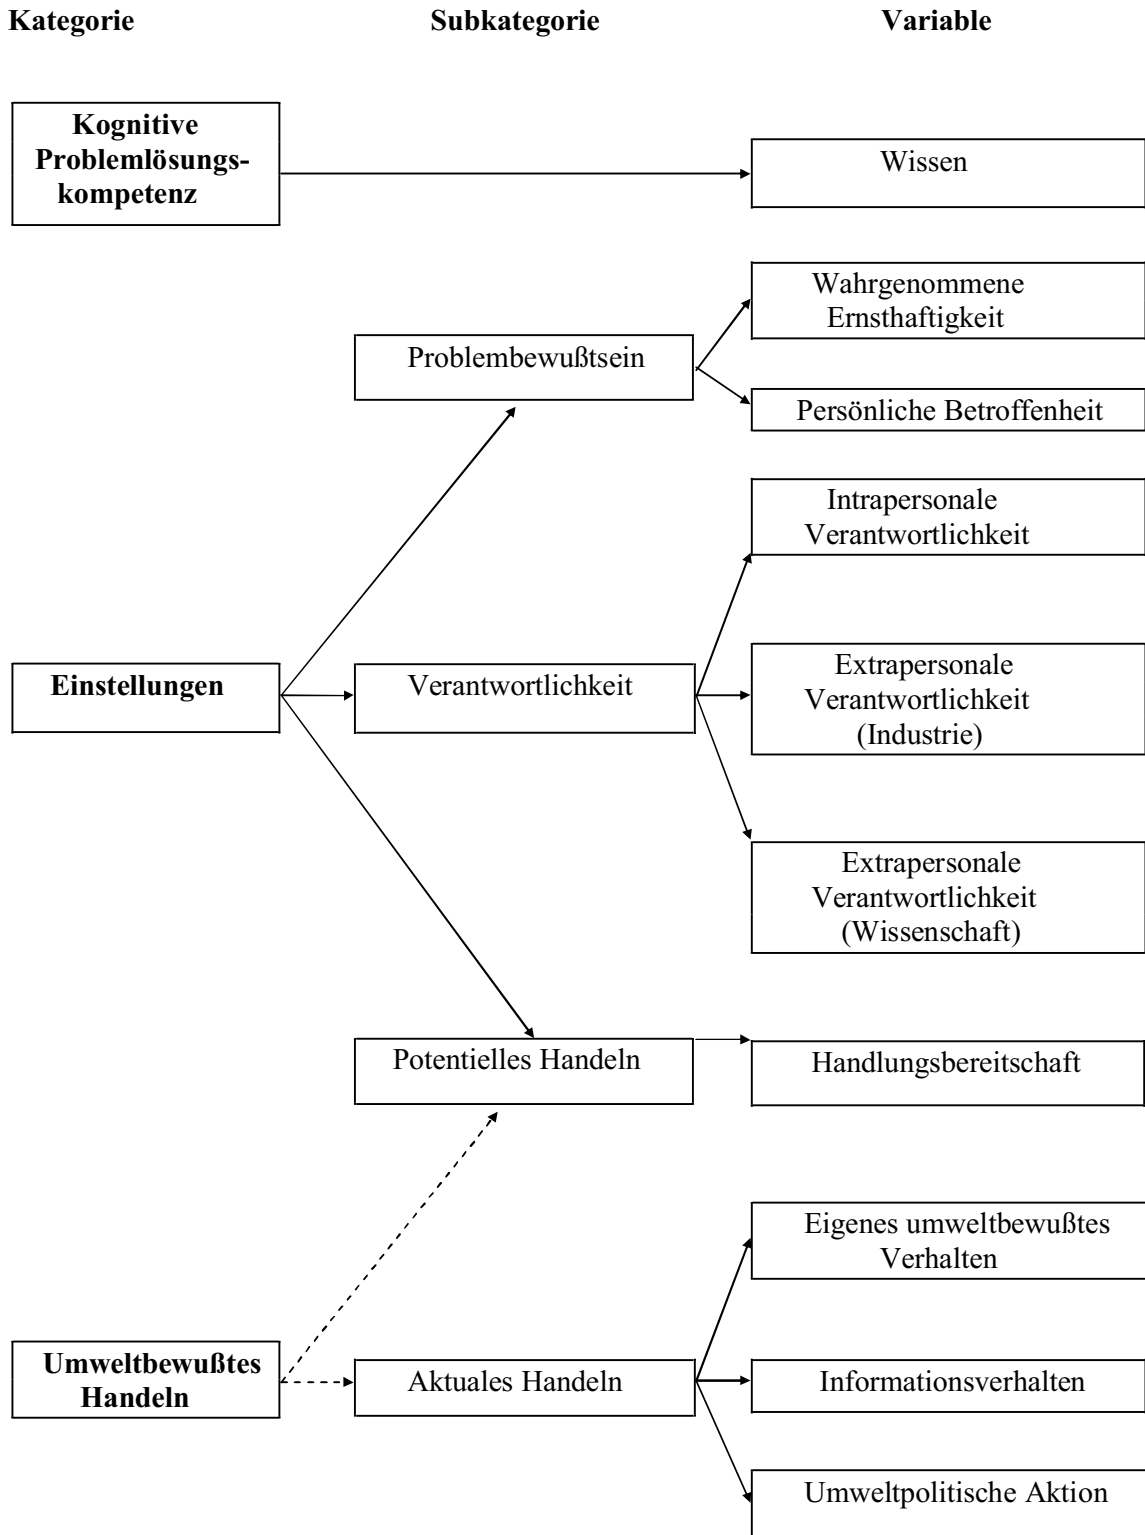 Kategorie Subkategorie Variable
Kognitive
Problemlösungs-
kompetenz
Wissen
Wahrgenommene
Ernsthaftigkeit
Problembewußtsein
Persönliche Betroffenheit
Intrapersonale
Verantwortlichkeit
Einstellungen
Verantwortlichkeit
Extrapersonale
Verantwortlichkeit
(Industrie)
Extrapersonale
Verantwortlichkeit
(Wissenschaft)
Potentielles Handeln
Handlungsbereitschaft
Eigenes umweltbewußtes
Verhalten
Umweltbewußtes
Handeln
Aktuales Handeln
Informationsverhalten
Umweltpolitische Aktion